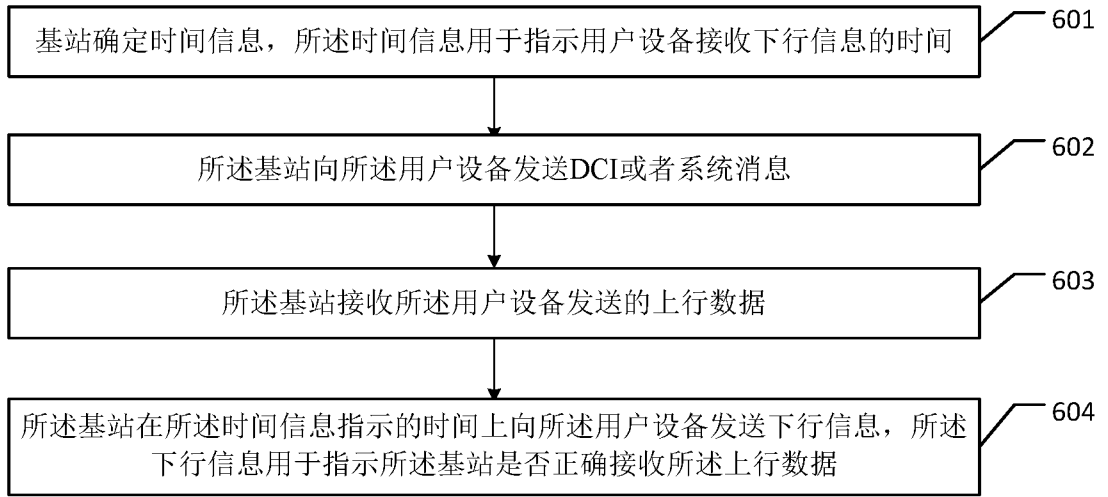 基站确定时间信息，所述时间信息用于指示用户设备接收下行信息的时间
601
所述基站向所述用户设备发送DCI或者系统消息
602
所述基站接收所述用户设备发送的上行数据
603
所述基站在所述时间信息指示的时间上向所述用户设备发送下行信息，所述
下行信息用于指示所述基站是否正确接收所述上行数据
604